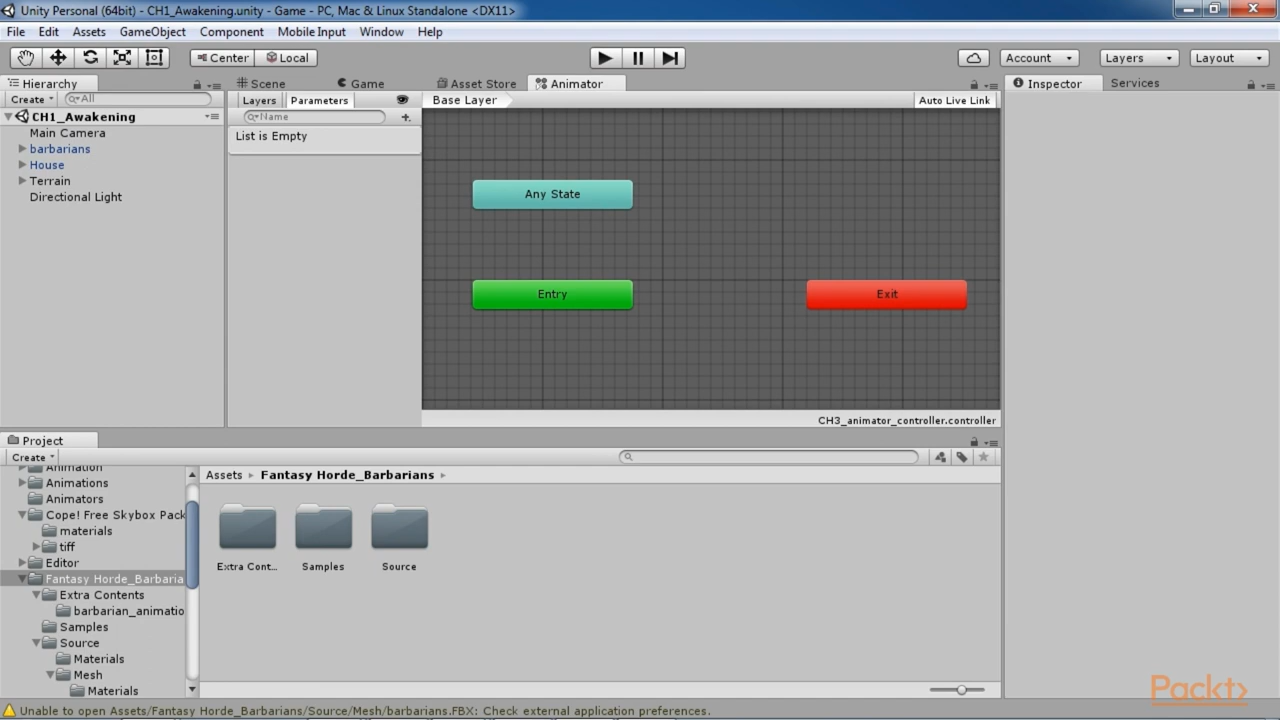 Unity Personal (64bit) - CH1_Awakening.unity - Game - PC, Mac & Linux Standalone <DX11>
File Edit Assets GameObject Component Mobile Input Window Help
Center Local Account Layers Layout
Hierarchy Scene Game Asset Store Animator Inspector Services
Create All Layers Parameters Base Layer Auto Live Link
CH1_Awakening Name
Main Camera List is Empty
barbarians
House
Terrain
Directional Light
Any State
Entry Exit
CH3_animator_controller.controller
Project
Create
Animation Assets Fantasy Horde_Barbarians
Animations
Animators
Cope! Free Skybox Pack
materials
tiff
Editor Extra Cont... Samples Source
Fantasy Horde_Barbaria
Extra Contents
barbarian_animatio
Samples
Source
Materials
Mesh
Materials
Packt
Unable to open Assets/Fantasy Horde_Barbarians/Source/Mesh/barbarians.FBX: Check external application preferences.